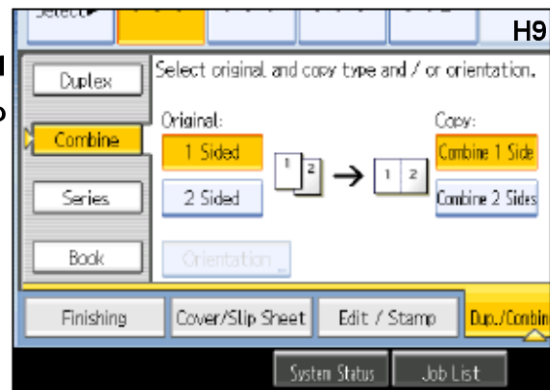 Select▶
H9
Select original and copy type and / or orientation.
Duplex
Combine
Series
Book
Original:
1 Sided
2 Sided
Orientation
1
2
1 2
Copy:
Combine 1 Side
Combine 2 Sides
Finishing
Cover/Slip Sheet
Edit / Stamp
Dup./Combin
System Status
Job List